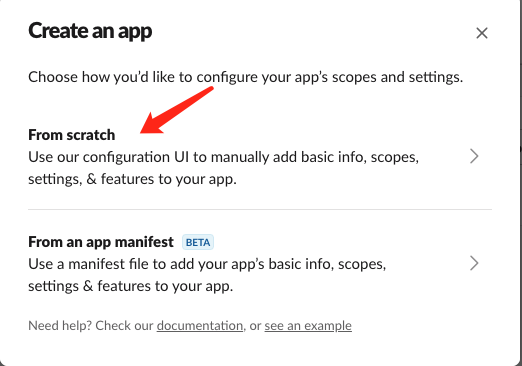 Create an app
Choose how you’d like to configure your app’s scopes and settings.
From scratch
Use our configuration UI to manually add basic info, scopes,
settings, & features to your app.
From an app manifest BETA
Use a manifest file to add your app’s basic info, scopes,
settings & features to your app.
Need help? Check our documentation, or see an example